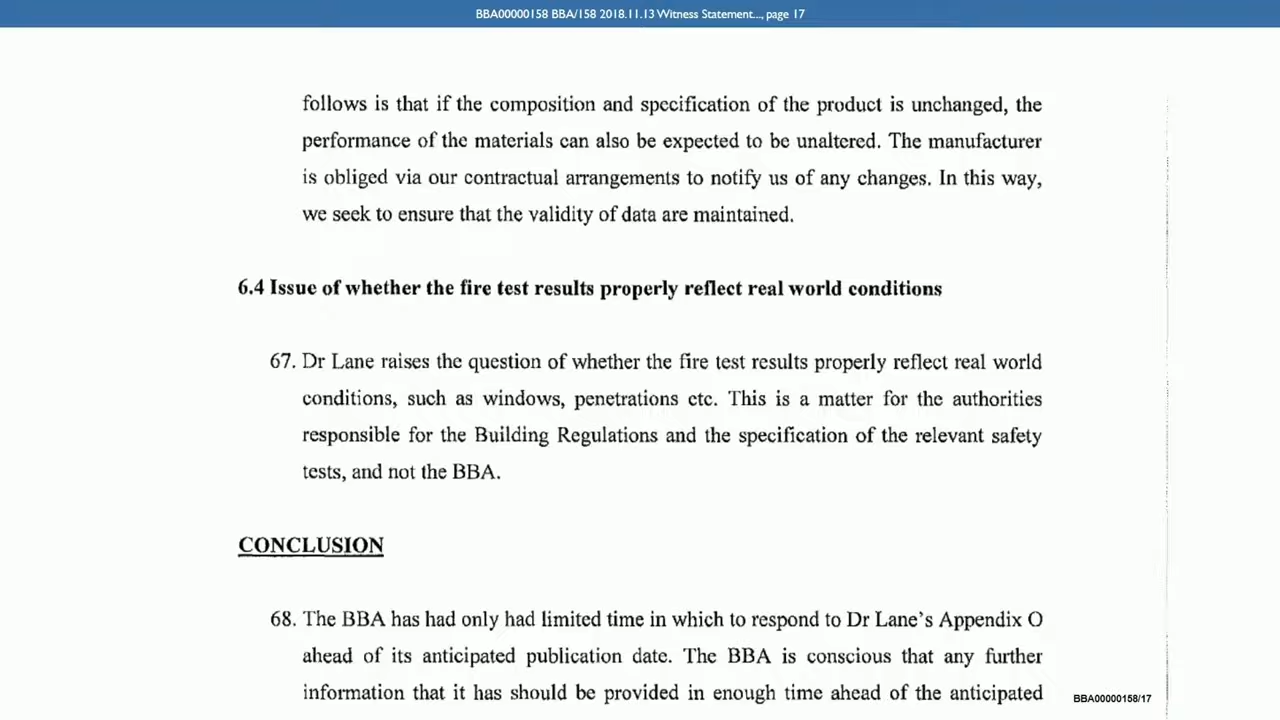 BBA00000158 BBA/158 2018.11.13 Witness Statement..., page 17
follows is that if the composition and specification of the product is unchanged, the
performance of the materials can also be expected to be unaltered. The manufacturer
is obliged via our contractual arrangements to notify us of any changes. In this way,
we seek to ensure that the validity of data are maintained.
6.4 Issue of whether the fire test results properly reflect real world conditions
67. Dr Lane raises the question of whether the fire test results properly reflect real world
conditions, such as windows, penetrations etc. This is a matter for the authorities
responsible for the Building Regulations and the specification of the relevant safety
tests, and not the BBA.
CONCLUSION
68. The BBA has had only had limited time in which to respond to Dr Lane's Appendix O
ahead of its anticipated publication date. The BBA is conscious that any further
information that it has should be provided in enough time ahead of the anticipated
BBA00000158/17